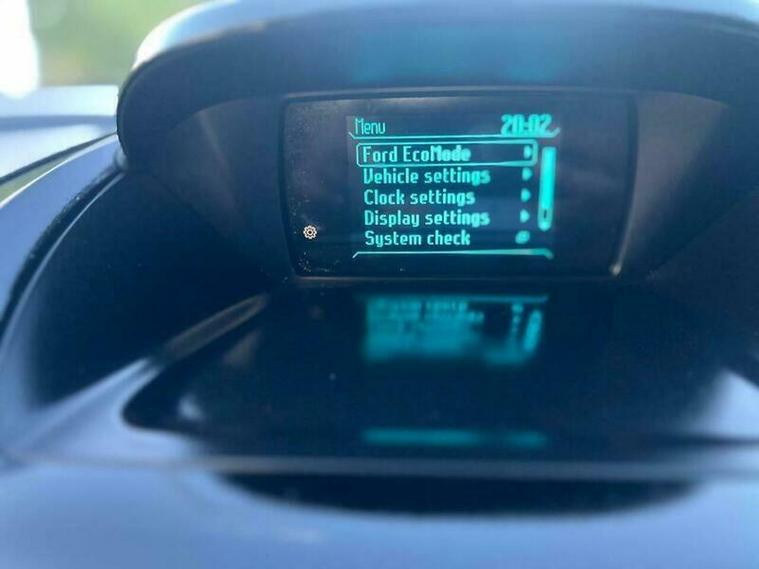 Menu 20:02
Ford EcoMode
Vehicle settings
Clock settings
Display settings
System check